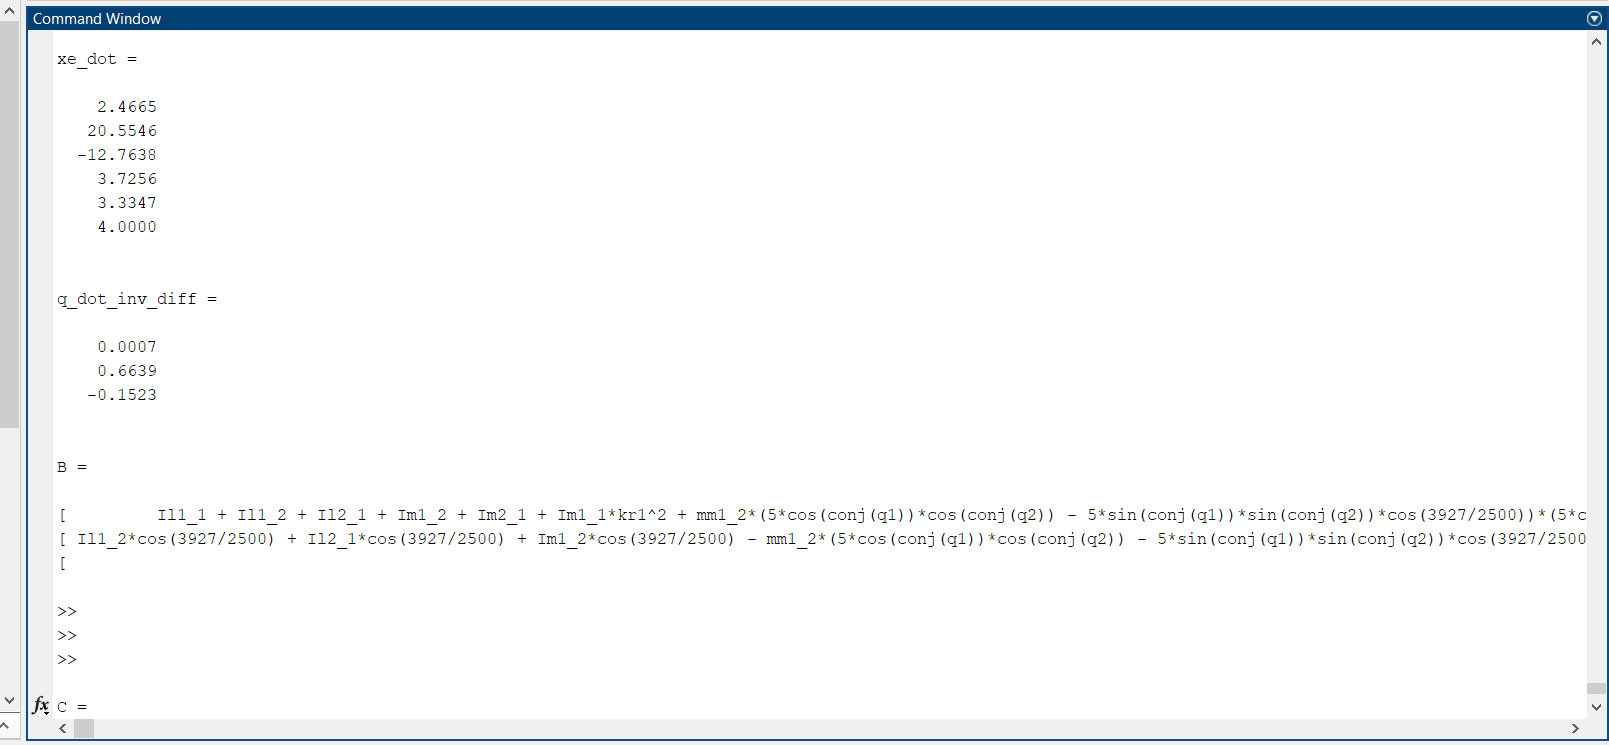 Command Window
xe_dot =
2.4665
20.5546
-12.7638
3.7256
3.3347
4.0000
q_dot_inv_diff =
0.0007
0.6639
-0.1523
B =
[ Il1_1 + Il1_2 + Il2_1 + Im1_2 + Im2_1 + Im1_1*kr1^2 + mm1_2*(5*cos(conj(q1))*cos(conj(q2)) - 5*sin(conj(q1))*sin(conj(q2))*cos(3927/2500))*(5*c
[ Il1_2*cos(3927/2500) + Il2_1*cos(3927/2500) + Im1_2*cos(3927/2500) - mm1_2*(5*cos(conj(q1))*cos(conj(q2)) - 5*sin(conj(q1))*sin(conj(q2))*cos(3927/2500
[
>>
>>
>>
fx C =